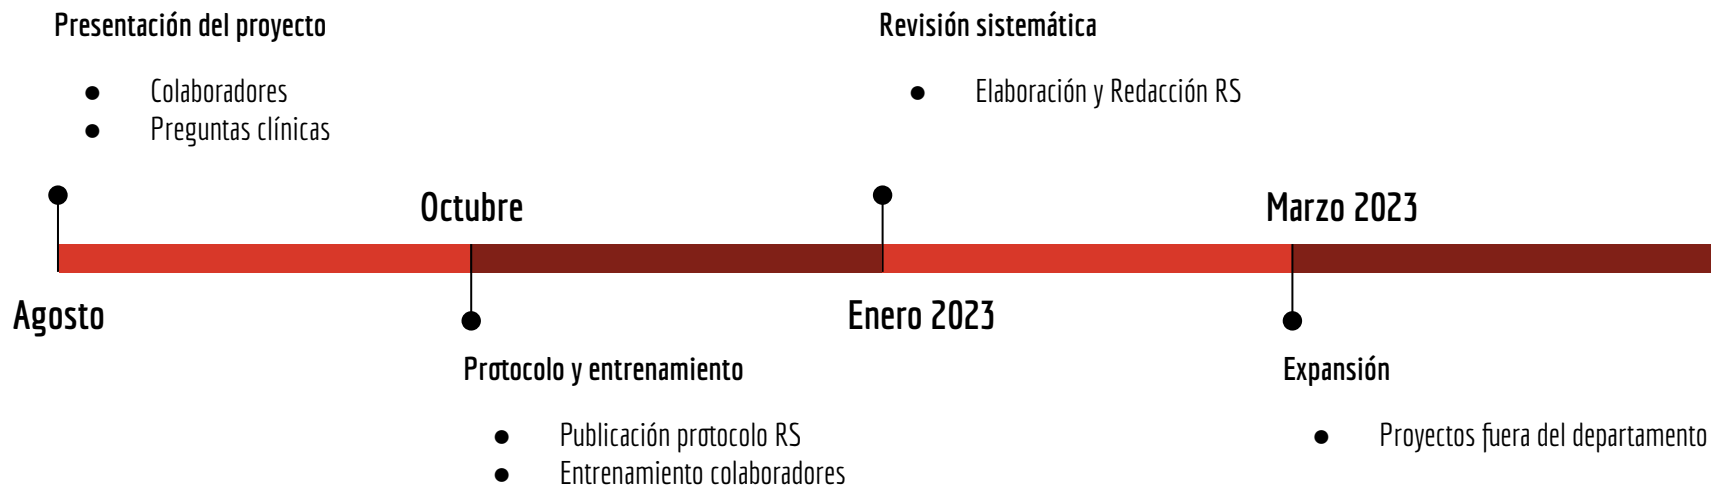 Presentación del proyecto
● Colaboradores
● Preguntas clínicas
Revisión sistemática
● Elaboración y Redacción RS
Octubre
Marzo 2023
Agosto
Enero 2023
Protocolo y entrenamiento
● Publicación protocolo RS
● Entrenamiento colaboradores
Expansión
● Proyectos fuera del departamento